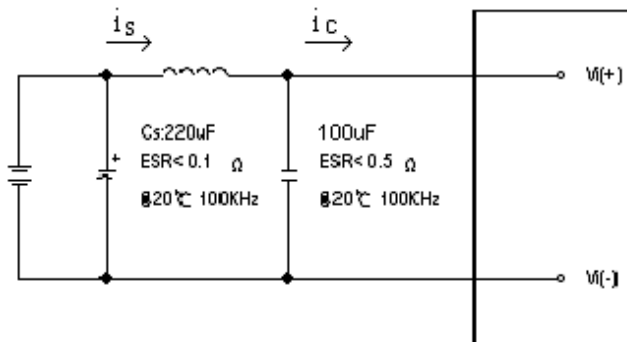 is
ic
Vi(+)
Cs:220uF
ESR< 0.1 Ω
@20℃ 100KHz
100uF
ESR< 0.5 Ω
@20℃ 100KHz
Vi(-)
+